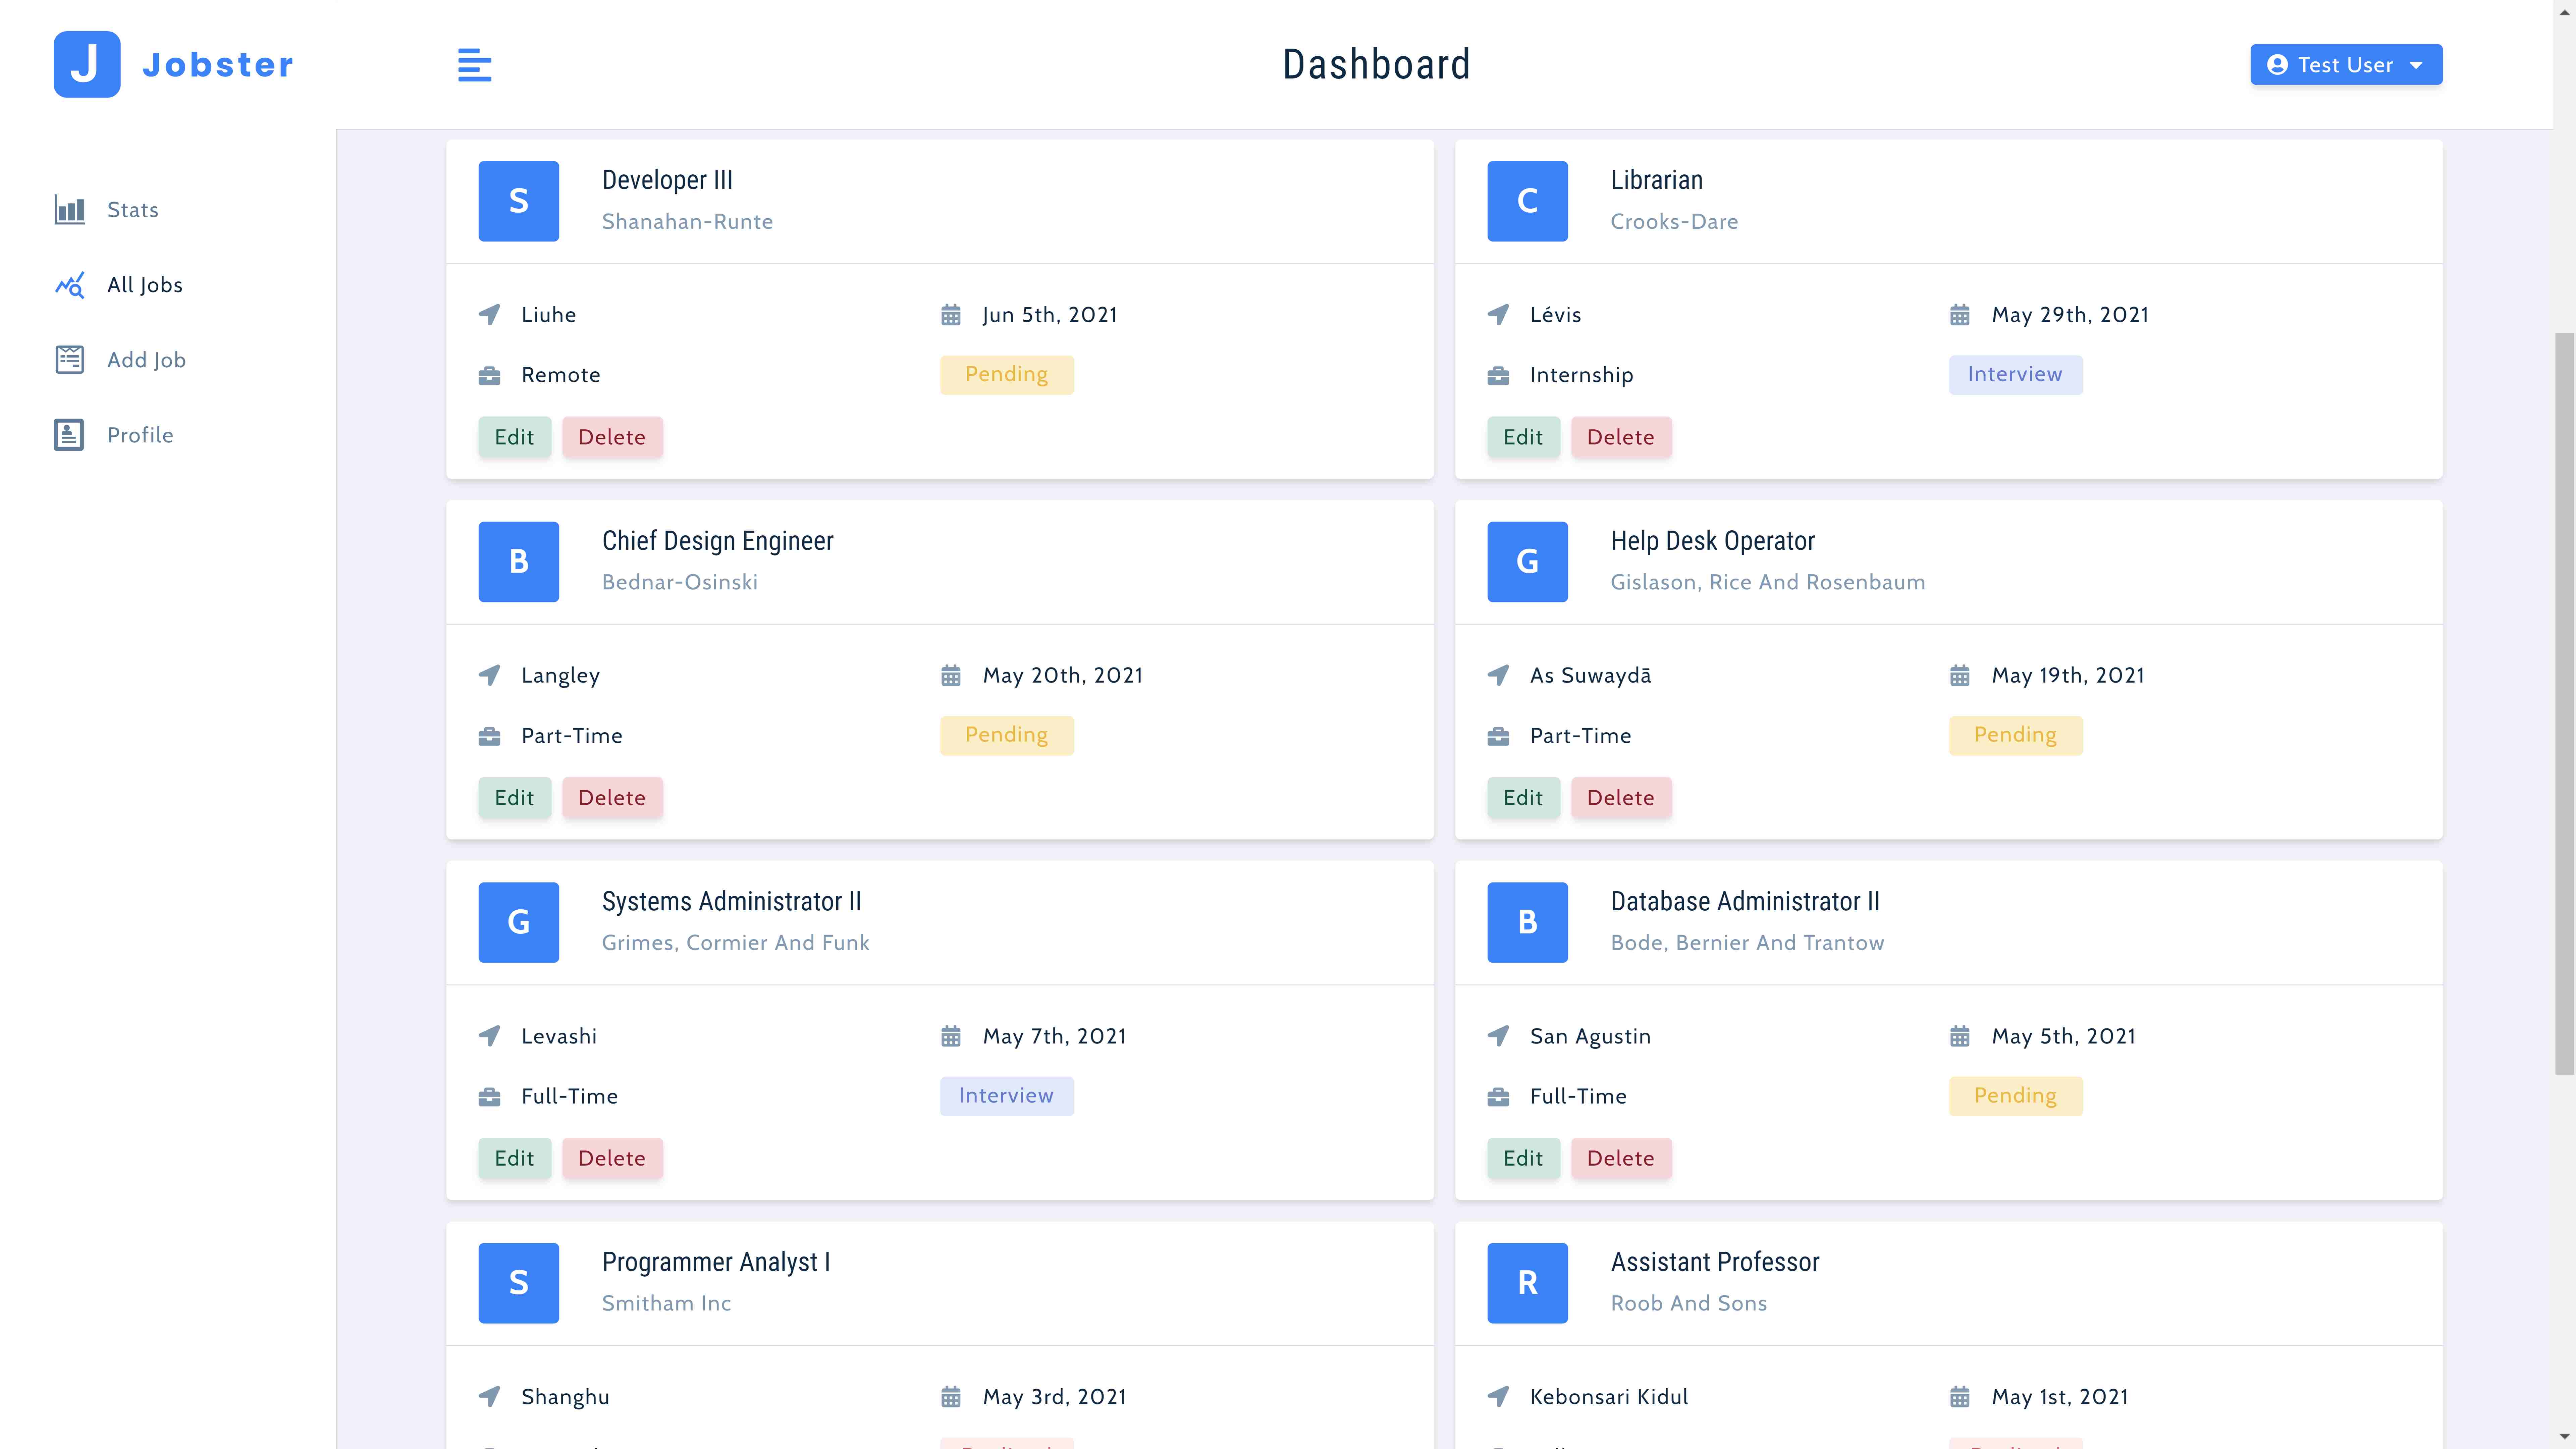 J Jobster
Dashboard
Test User
Stats
All Jobs
Add Job
Profile
S
Developer III
Shanahan-Runte
Liuhe
Jun 5th, 2021
Remote
Pending
Edit
Delete
C
Librarian
Crooks-Dare
Lévis
May 29th, 2021
Internship
Interview
Edit
Delete
B
Chief Design Engineer
Bednar-Osinski
Langley
May 20th, 2021
Part-Time
Pending
Edit
Delete
G
Help Desk Operator
Gislason, Rice And Rosenbaum
As Suwaydā
May 19th, 2021
Part-Time
Pending
Edit
Delete
G
Systems Administrator II
Grimes, Cormier And Funk
Levashi
May 7th, 2021
Full-Time
Interview
Edit
Delete
B
Database Administrator II
Bode, Bernier And Trantow
San Agustin
May 5th, 2021
Full-Time
Pending
Edit
Delete
S
Programmer Analyst I
Smitham Inc
Shanghu
May 3rd, 2021
R
Assistant Professor
Roob And Sons
Kebonsari Kidul
May 1st, 2021